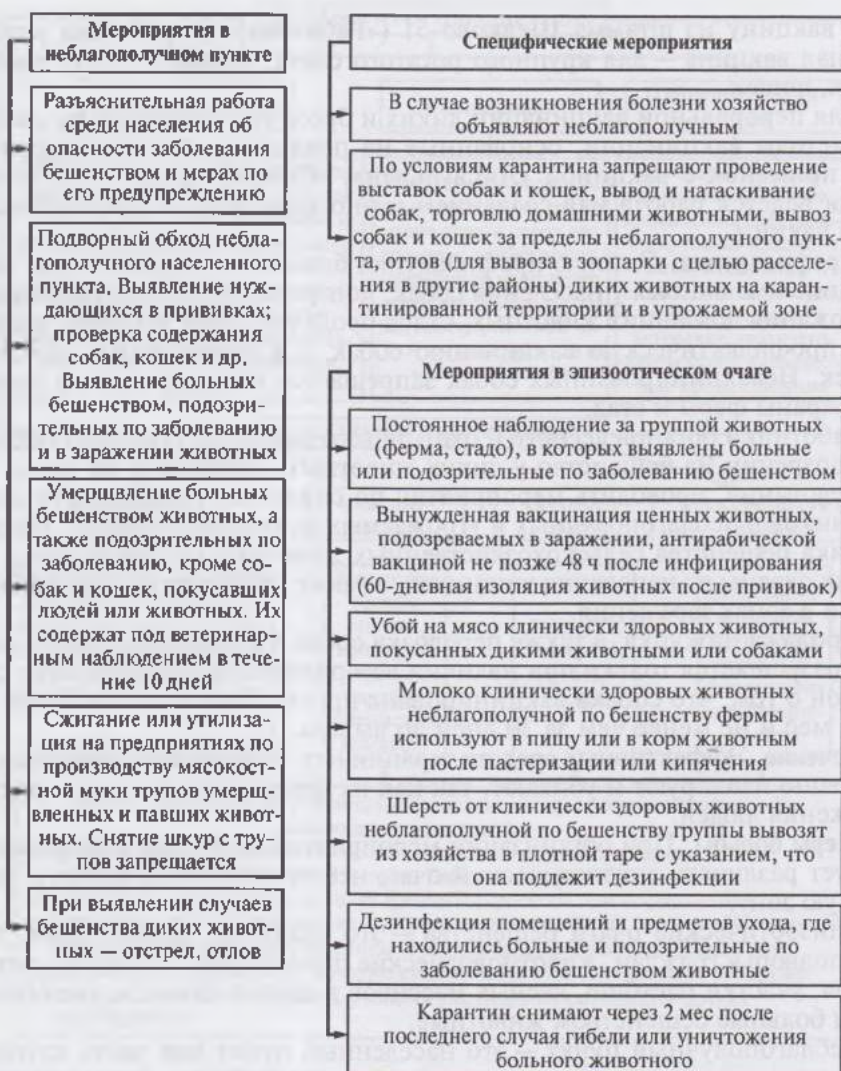 Мероприятия в
неблагополучном пункте
Разъяснительная работа
среди населения об
опасности заболевания
бешенством и мерах по
его предупреждению
Подворный обход небла-
гополучного населенного
пункта. Выявление нуж-
дающихся в прививках;
проверка содержания
собак, кошек и др.
Выявление больных
бешенством, подозри-
тельных по заболеванию
и в заражении животных
Умерщвление больных
бешенством животных, а
также подозрительных по
заболеванию, кроме со-
бак и кошек, покусавших
людей или животных. Их
содержат под ветеринар-
ным наблюдением в тече-
ние 10 дней
Сжигание или утилиза-
ция на предприятиях по
производству мясокост-
ной муки трупов умерщ-
вленных и павших живот-
ных. Снятие шкур с тру-
пов запрещается
При выявлении случаев
бешенства диких живот-
ных — отстрел, отлов
Специфические мероприятия
В случае возникновения болезни хозяйство
объявляют неблагополучным
По условиям карантина запрещают проведение
выставок собак и кошек, вывод и натаскивание
собак, торговлю домашними животными, вывоз
собак и кошек за пределы неблагополучного пунк-
та, отлов (для вывоза в зоопарки с целью расселе-
ния в другие районы) диких животных на каран-
тинированной территории и в угрожаемой зоне
Мероприятия в эпизоотическом очаге
Постоянное наблюдение за группой животных
(ферма, стадо), в которых выявлены больные
или подозрительные по заболеванию бешенством
Вынужденная вакцинация ценных животных,
подозреваемых в заражении, антирабической
вакциной не позже 48 ч после инфицирования
(60-дневная изоляция животных после прививок)
Убой на мясо клинически здоровых животных,
покусанных дикими животными или собаками
Молоко клинически здоровых животных
неблагополучной по бешенству фермы
используют в пищу или в корм животным
после пастеризации или кипячения
Шерсть от клинически здоровых животных
неблагополучной по бешенству группы вывозят
из хозяйства в плотной таре с указанием, что
она подлежит дезинфекции
Дезинфекция помещений и предметов ухода, где
находились больные и подозрительные по
заболеванию бешенством животные
Карантин снимают через 2 мес после
последнего случая гибели или уничтожения
больного животного